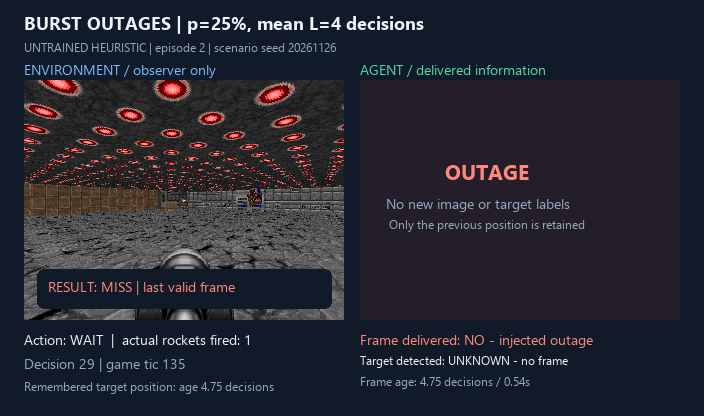 BURST OUTAGES | p=25%, mean L=4 decisions
UNTRAINED HEURISTIC | episode 2 | scenario seed 20261126
ENVIRONMENT / observer only
AGENT / delivered information
OUTAGE
No new image or target labels
Only the previous position is retained
RESULT: MISS | last valid frame
Action: WAIT | actual rockets fired: 1
Decision 29 | game tic 135
Remembered target position: age 4.75 decisions
Frame delivered: NO - injected outage
Target detected: UNKNOWN - no frame
Frame age: 4.75 decisions / 0.54s